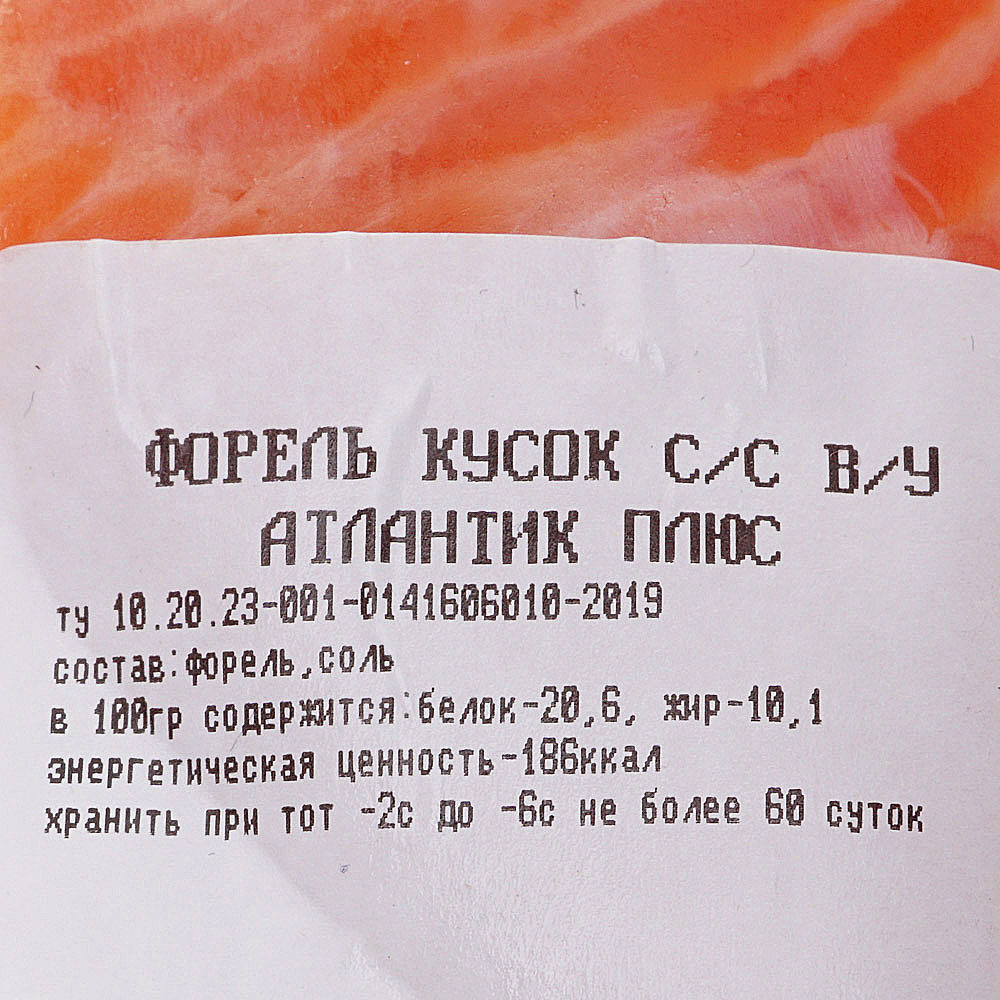 ФОРЕЛЬ КУСОК С/С В/У
АТЛАНТИК ПЛЮС
ту 10.20.23-001-0141606010-2019
состав:форель,соль
в 100гр содержится:белок-20,6, жир-10,1
энергетическая ценность-186ккал
хранить при тот -2с до -6с не более 60 суток